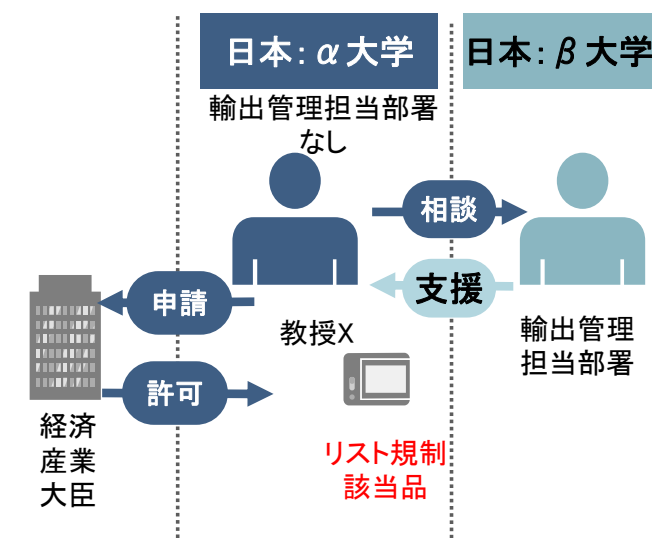 日本：α大学
日本：β大学
輸出管理担当部署
なし
相談
支援
申請
教授X
輸出管理
担当部署
許可
経済
産業
大臣
リスト規制
該当品